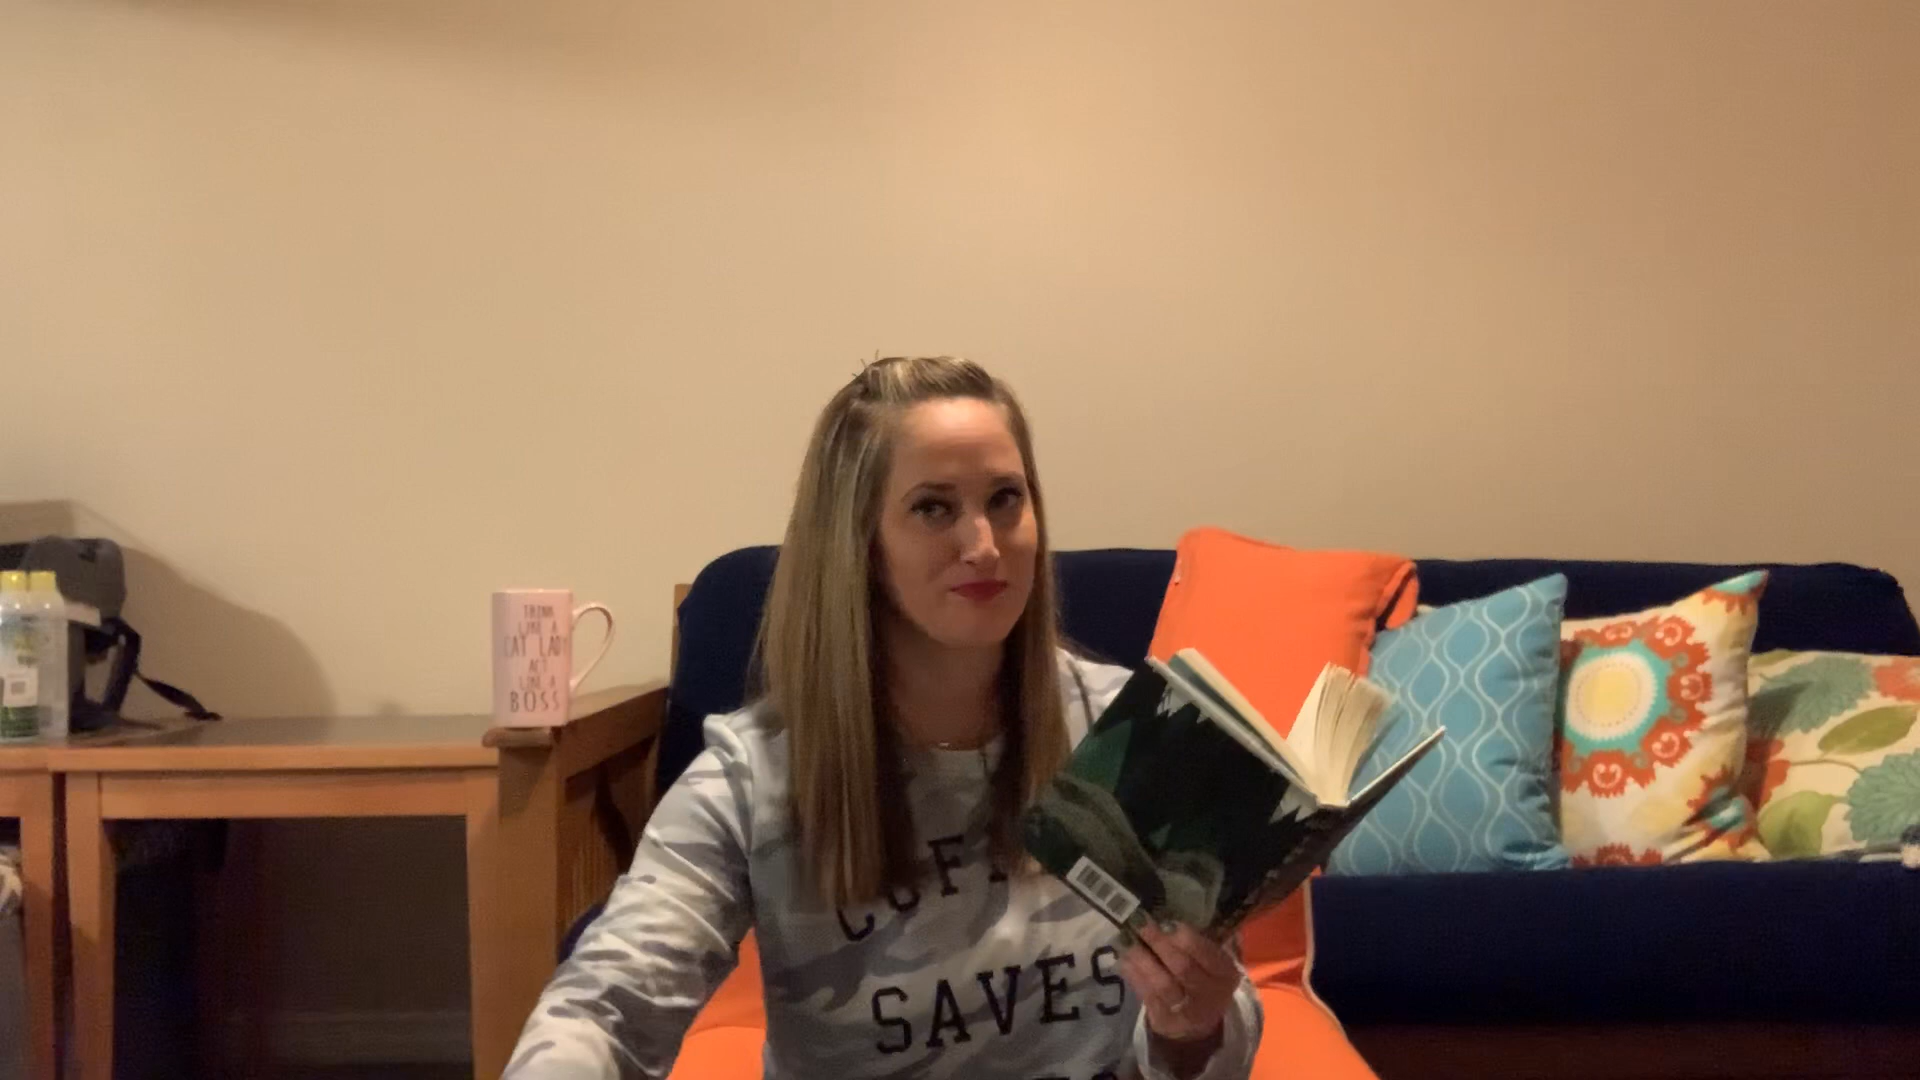 THINK
LIKE A
CAT LADY
ACT
LIKE A
BOSS
SAVES